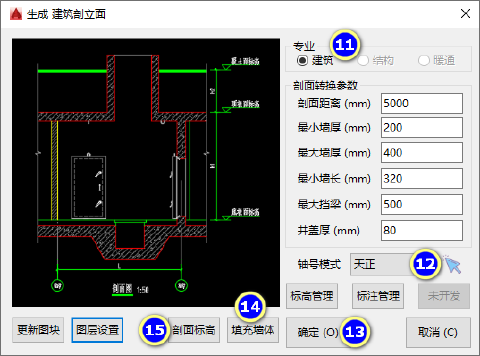 生成 建筑剖立面
专业
11
建筑
结构
暖通
剖面转换参数
剖面距离 (mm) 5000
最小墙厚 (mm) 200
最大墙厚 (mm) 400
最小墙长 (mm) 320
最大挡梁 (mm) 500
井盖厚 (mm) 80
轴号模式 天正 12
标高管理 标注管理 未开发
L
剖面图 1:50
14
更新图块 图层设置 15 剖面标高 填充墙体
确定 (O) 13 取消 (C)